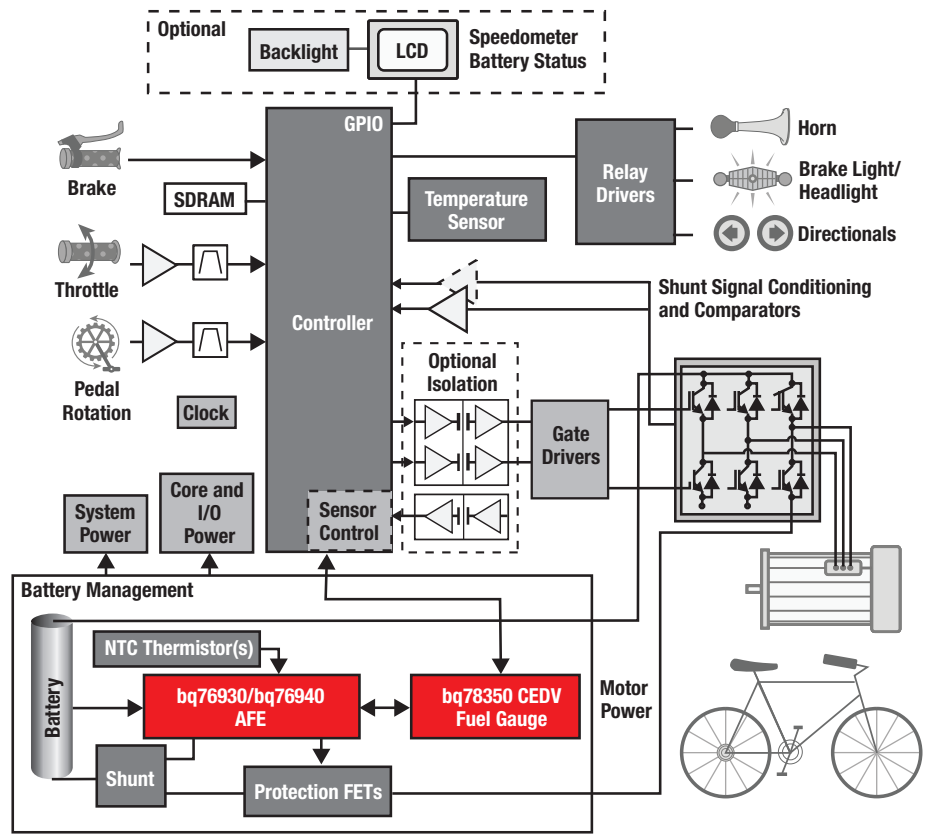 Optional
Backlight
LCD
Speedometer
Battery Status
GPIO
Brake
SDRAM
Temperature
Sensor
Relay
Drivers
Horn
Brake Light/
Headlight
Directionals
Throttle
Controller
Shunt Signal Conditioning
and Comparators
Pedal
Rotation
Clock
Optional
Isolation
Gate
Drivers
System
Power
Core and
I/O
Power
Sensor
Control
Battery Management
NTC Thermistor(s)
Battery
bq76930/bq76940
AFE
bq78350 CEDV
Fuel Gauge
Motor
Power
Shunt
Protection FETs